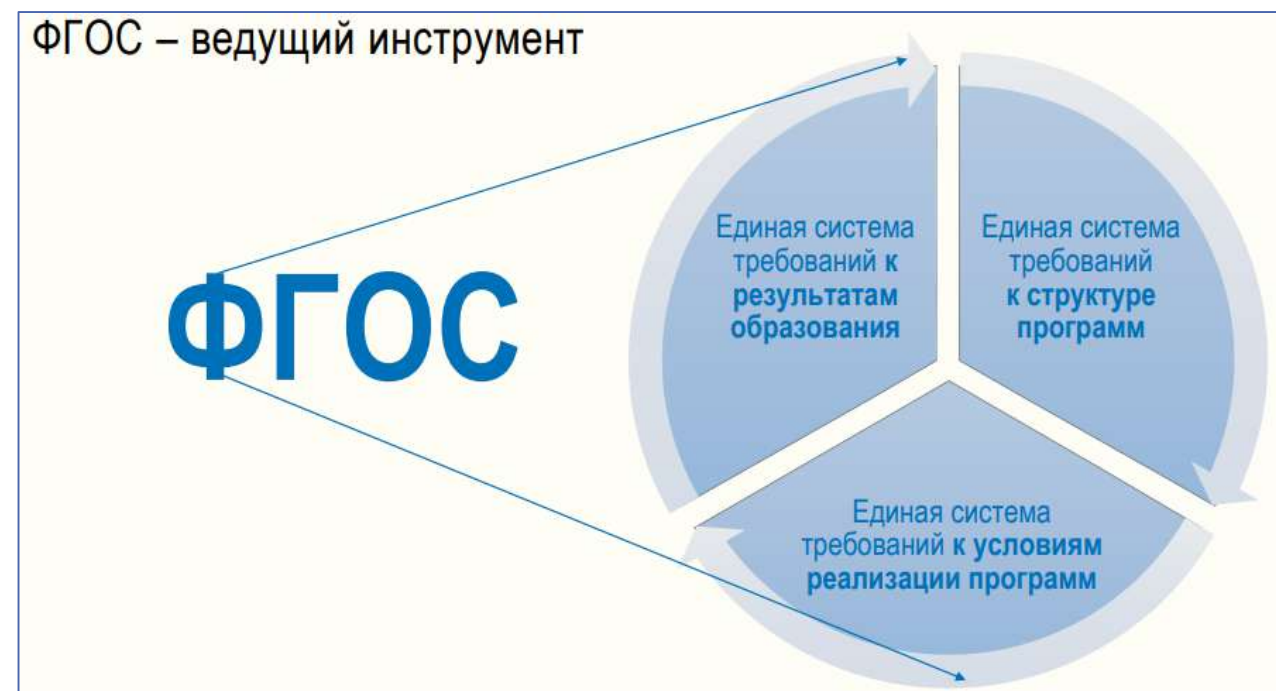 ФГОС – ведущий инструмент
ФГОС
Единая система
требований к
результатам
образования
Единая система
требований
к структуре
программ
Единая система
требований к условиям
реализации программ